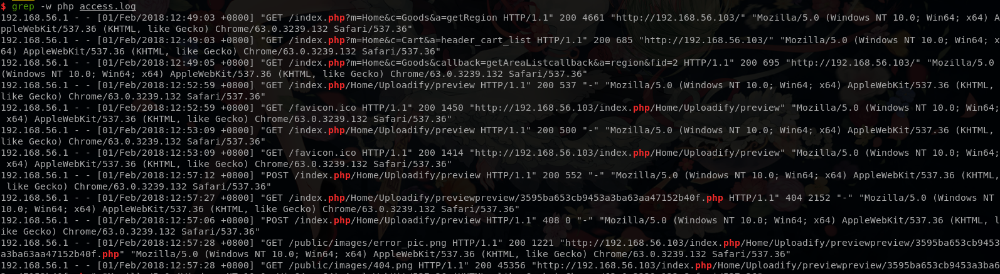 $ grep -w php access.log
192.168.56.1 - - [01/Feb/2018:12:49:03 +0800] "GET /index.php?m=Home&c=Goods&a=getRegion HTTP/1.1" 200 4661 "http://192.168.56.103/" "Mozilla/5.0 (Windows NT 10.0; Win64; x64) A
ppleWebKit/537.36 (KHTML, like Gecko) Chrome/63.0.3239.132 Safari/537.36"
192.168.56.1 - - [01/Feb/2018:12:49:03 +0800] "GET /index.php?m=Home&c=Cart&a=header_cart_list HTTP/1.1" 200 685 "http://192.168.56.103/" "Mozilla/5.0 (Windows NT 10.0; Win64; x
64) AppleWebKit/537.36 (KHTML, like Gecko) Chrome/63.0.3239.132 Safari/537.36"
192.168.56.1 - - [01/Feb/2018:12:49:05 +0800] "GET /index.php?m=Home&c=Goods&callback=getAreaListcallback&a=region&fid=2 HTTP/1.1" 200 695 "http://192.168.56.103/" "Mozilla/5.0
(Windows NT 10.0; Win64; x64) AppleWebKit/537.36 (KHTML, like Gecko) Chrome/63.0.3239.132 Safari/537.36"
192.168.56.1 - - [01/Feb/2018:12:52:59 +0800] "GET /index.php/Home/Uploadify/preview HTTP/1.1" 200 537 "-" "Mozilla/5.0 (Windows NT 10.0; Win64; x64) AppleWebKit/537.36 (KHTML,
like Gecko) Chrome/63.0.3239.132 Safari/537.36"
192.168.56.1 - - [01/Feb/2018:12:52:59 +0800] "GET /favicon.ico HTTP/1.1" 200 1450 "http://192.168.56.103/index.php/Home/Uploadify/preview" "Mozilla/5.0 (Windows NT 10.0; Win64;
x64) AppleWebKit/537.36 (KHTML, like Gecko) Chrome/63.0.3239.132 Safari/537.36"
192.168.56.1 - - [01/Feb/2018:12:53:09 +0800] "GET /index.php/Home/Uploadify/preview HTTP/1.1" 200 500 "-" "Mozilla/5.0 (Windows NT 10.0; Win64; x64) AppleWebKit/537.36 (KHTML,
like Gecko) Chrome/63.0.3239.132 Safari/537.36"
192.168.56.1 - - [01/Feb/2018:12:53:09 +0800] "GET /favicon.ico HTTP/1.1" 200 1414 "http://192.168.56.103/index.php/Home/Uploadify/preview" "Mozilla/5.0 (Windows NT 10.0; Win64;
x64) AppleWebKit/537.36 (KHTML, like Gecko) Chrome/63.0.3239.132 Safari/537.36"
192.168.56.1 - - [01/Feb/2018:12:57:12 +0800] "POST /index.php/Home/Uploadify/preview HTTP/1.1" 200 552 "-" "Mozilla/5.0 (Windows NT 10.0; Win64; x64) AppleWebKit/537.36 (KHTML,
like Gecko) Chrome/63.0.3239.132 Safari/537.36"
192.168.56.1 - - [01/Feb/2018:12:57:27 +0800] "GET /index.php/Home/Uploadify/previewpreview/3595ba653cb9453a3ba63aa47152b40f.php HTTP/1.1" 404 2152 "-" "Mozilla/5.0 (Windows NT
10.0; Win64; x64) AppleWebKit/537.36 (KHTML, like Gecko) Chrome/63.0.3239.132 Safari/537.36"
192.168.56.1 - - [01/Feb/2018:12:57:06 +0800] "POST /index.php/Home/Uploadify/preview HTTP/1.1" 408 0 "-" "Mozilla/5.0 (Windows NT 10.0; Win64; x64) AppleWebKit/537.36 (KHTML, l
ike Gecko) Chrome/63.0.3239.132 Safari/537.36"
192.168.56.1 - - [01/Feb/2018:12:57:28 +0800] "GET /public/images/error_pic.png HTTP/1.1" 200 1221 "http://192.168.56.103/index.php/Home/Uploadify/previewpreview/3595ba653cb9453
a3ba63aa47152b40f.php" "Mozilla/5.0 (Windows NT 10.0; Win64; x64) AppleWebKit/537.36 (KHTML, like Gecko) Chrome/63.0.3239.132 Safari/537.36"
192.168.56.1 - - [01/Feb/2018:12:57:28 +0800] "GET /public/images/404.png HTTP/1.1" 200 45356 "http://192.168.56.103/index.php/Home/Uploadify/previewpreview/3595ba653cb9453a3ba6